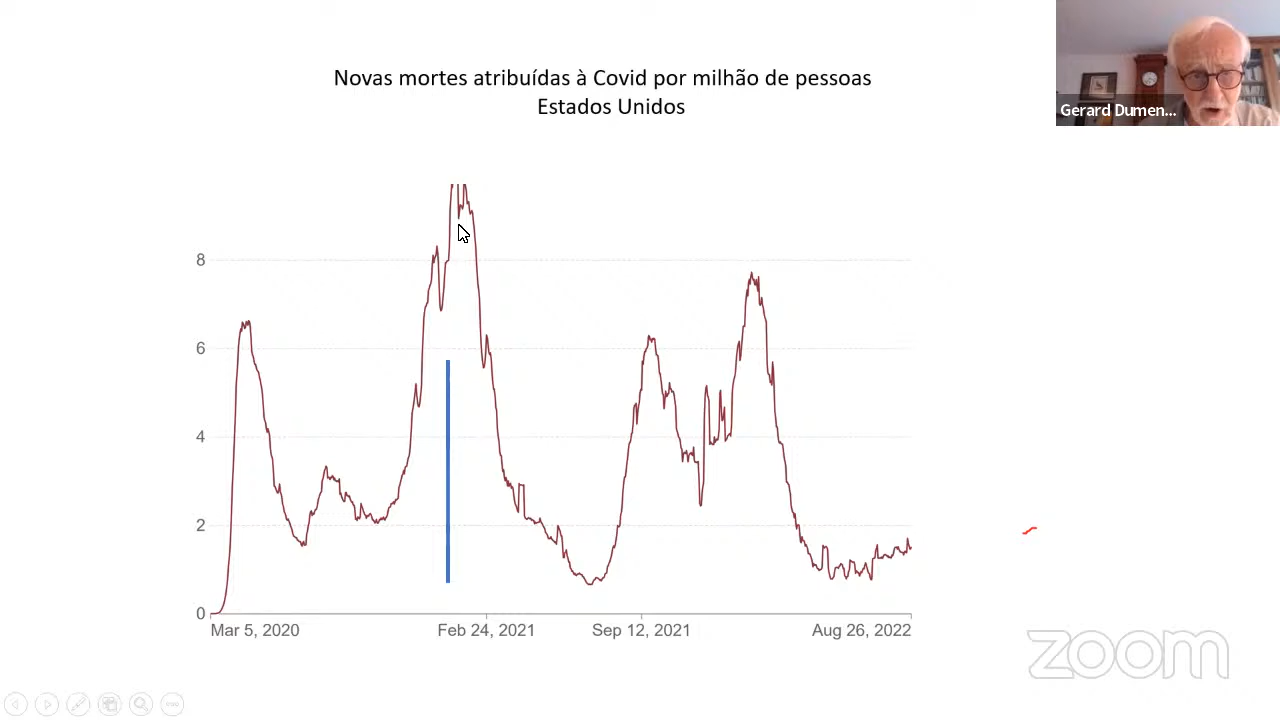 Novas mortes atribuídas à Covid por milhão de pessoas
Estados Unidos
Gerard Dumen...
8
6
4
2
0
Mar 5, 2020 Feb 24, 2021 Sep 12, 2021 Aug 26, 2022
zoom